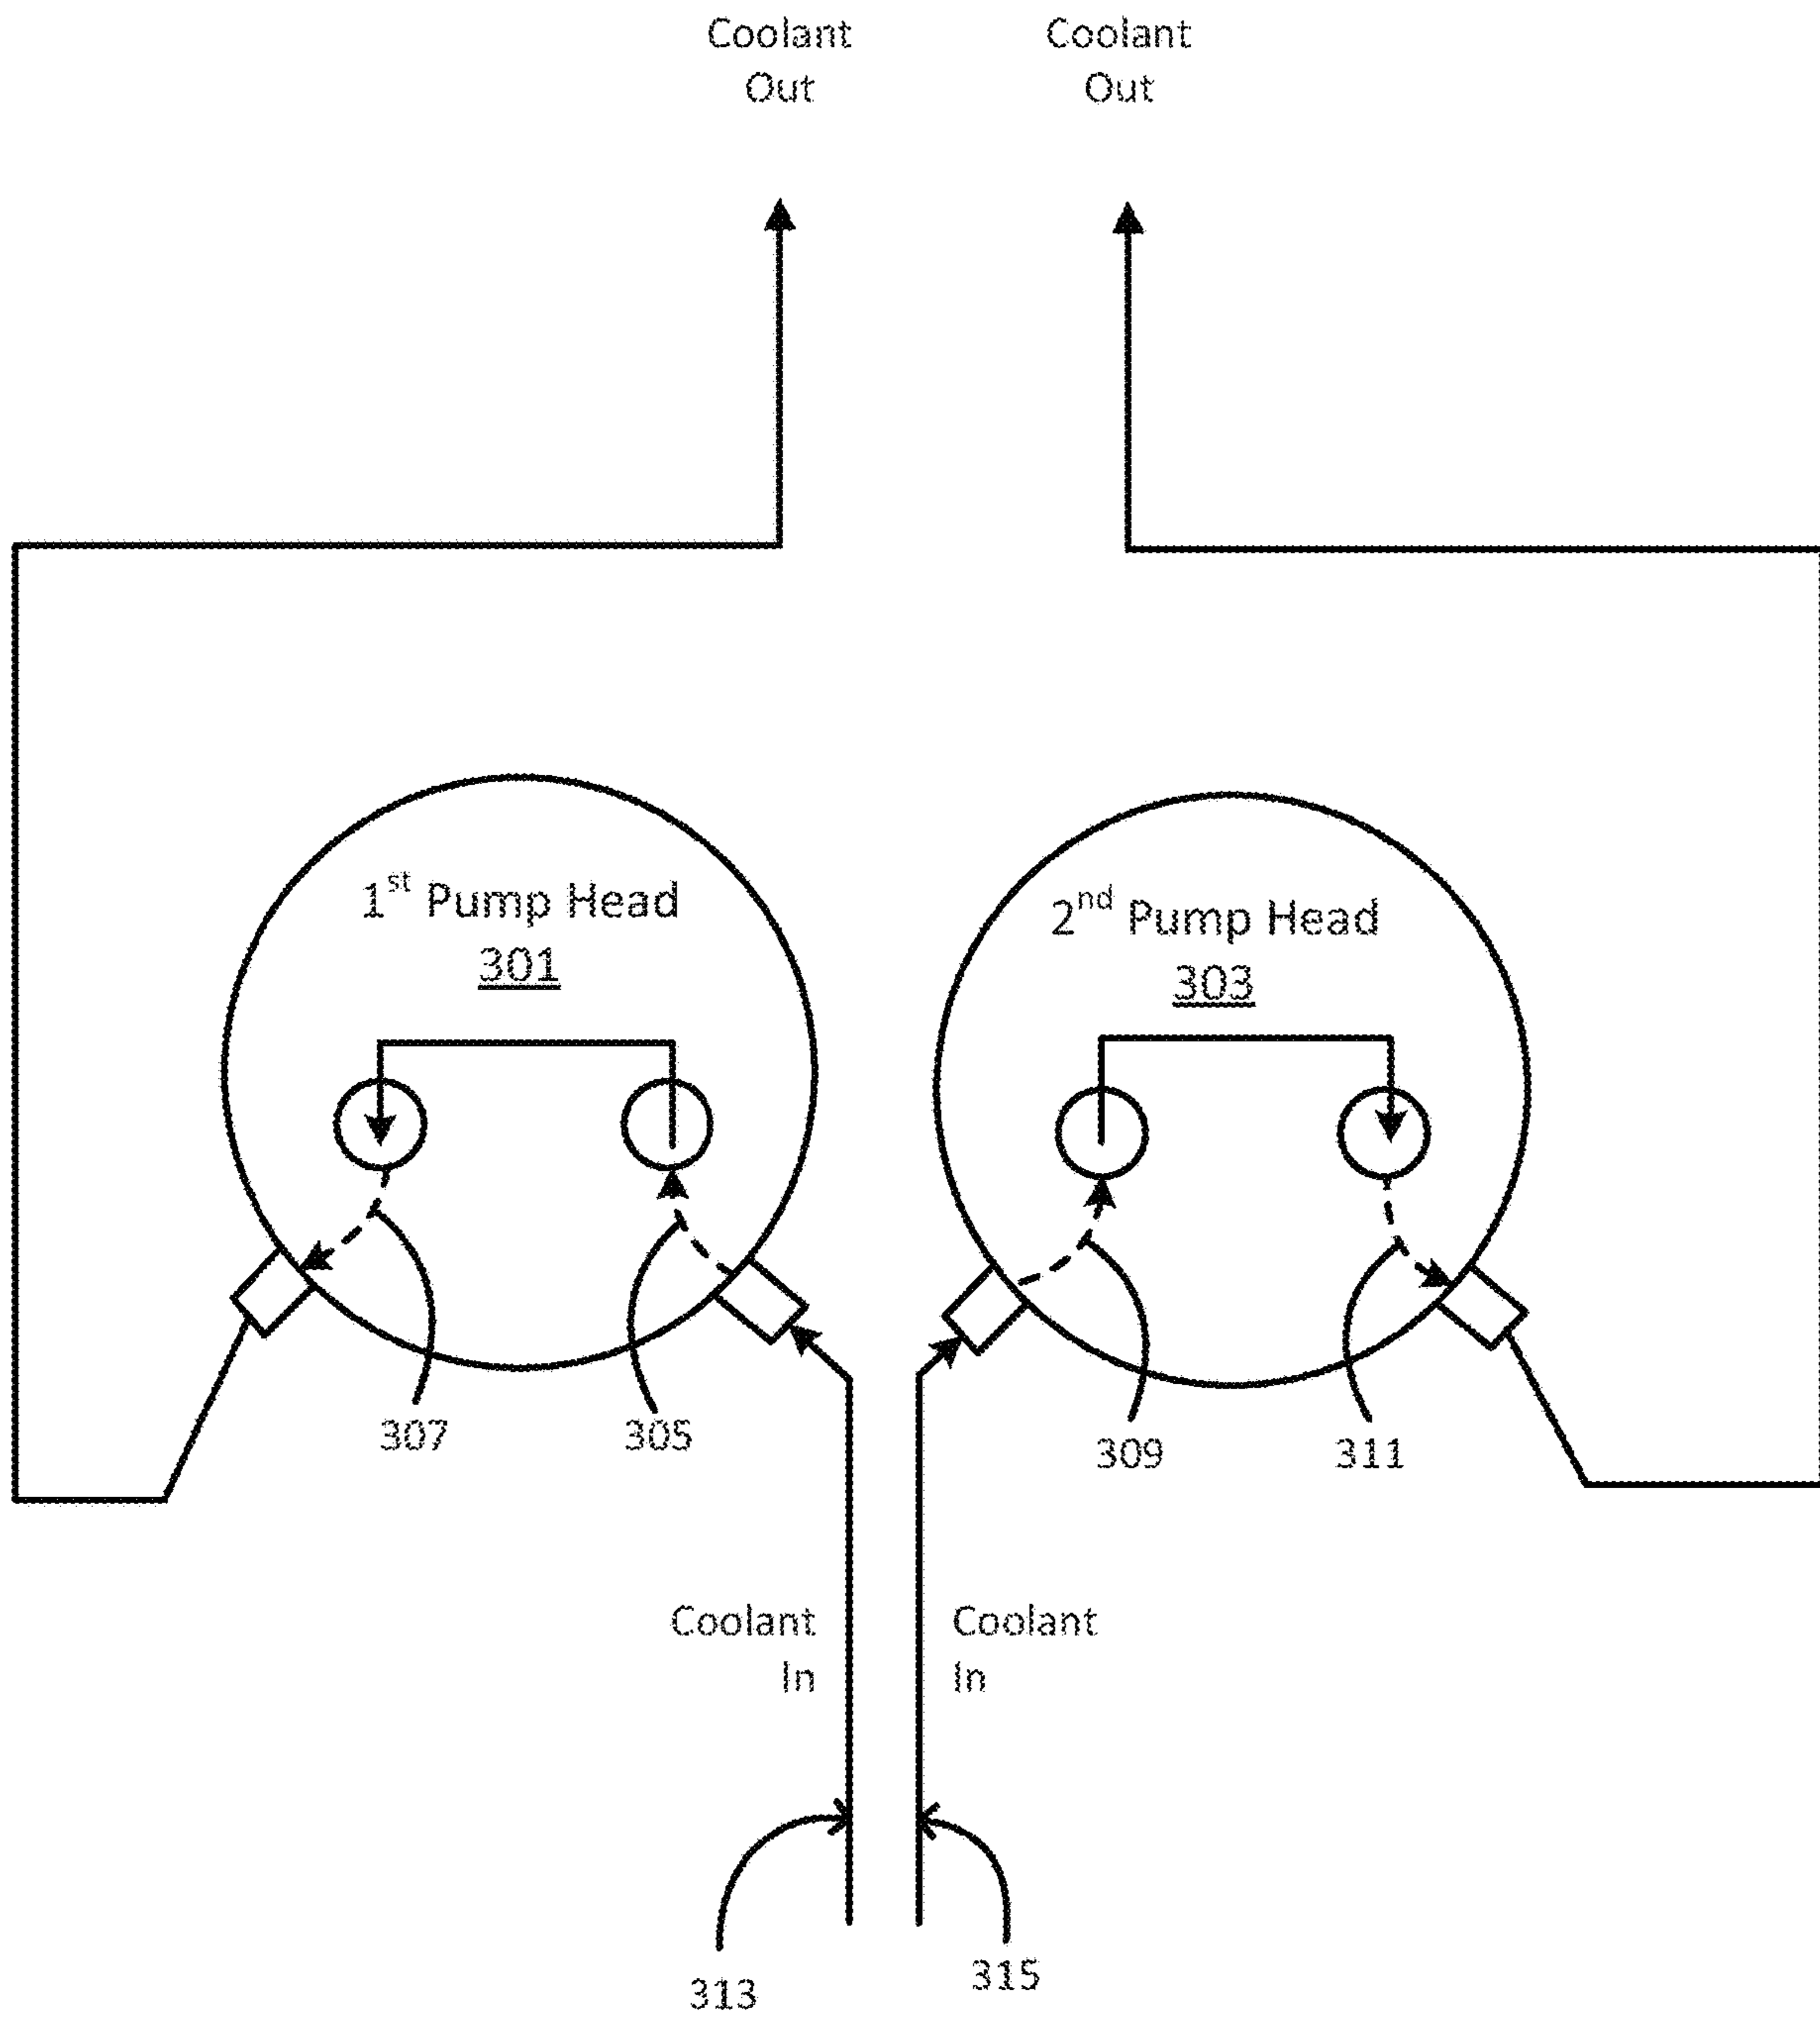 Coolant
Out
Coolant
Out
1st Pump Head
301
2nd Pump Head
303
307
305
309
311
Coolant
In
Coolant
In
313
315